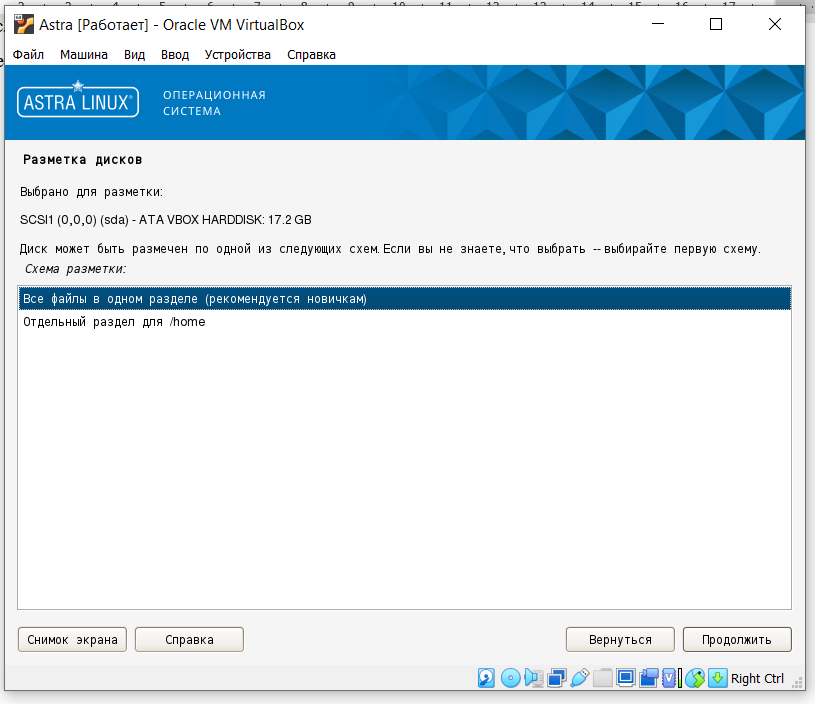 Astra [Работает] - Oracle VM VirtualBox
Файл Машина Вид Ввод Устройства Справка
ASTRA LINUX®
ОПЕРАЦИОННАЯ
СИСТЕМА
Разметка дисков
Выбрано для разметки:
SCSI1 (0,0,0) (sda) - ATA VBOX HARDDISK: 17.2 GB
Диск может быть размечен по одной из следующих схем. Если вы не знаете, что выбрать -- выбирайте первую схему.
Схема разметки:
Все файлы в одном разделе (рекомендуется новичкам)
Отдельный раздел для /home
Снимок экрана Справка Вернуться Продолжить
Right Ctrl